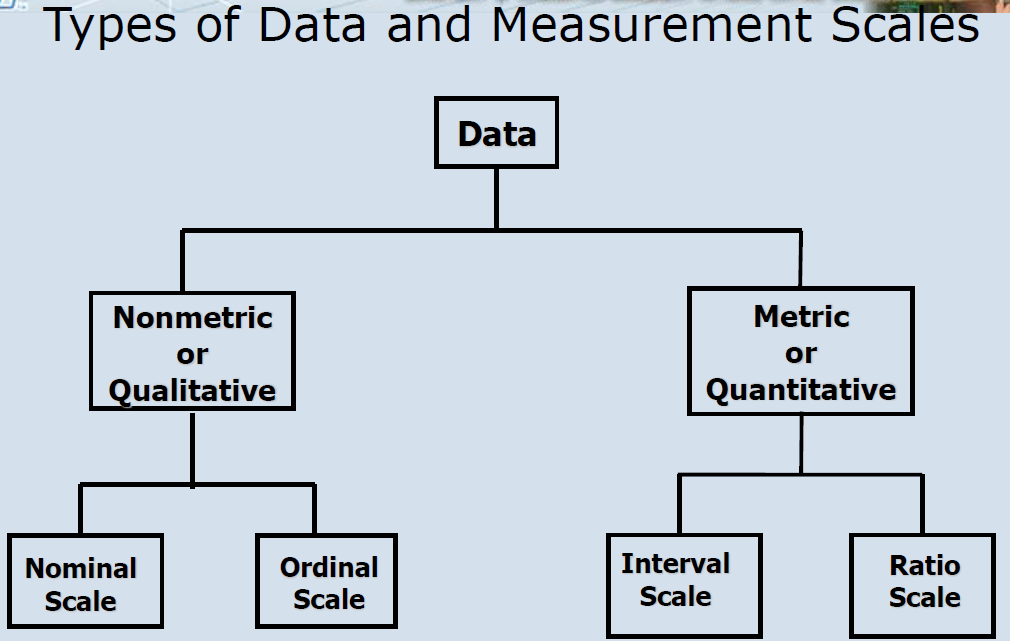 Types of Data and Measurement Scales
Data
Nonmetric
or
Qualitative
Metric
or
Quantitative
Nominal
Scale
Ordinal
Scale
Interval
Scale
Ratio
Scale